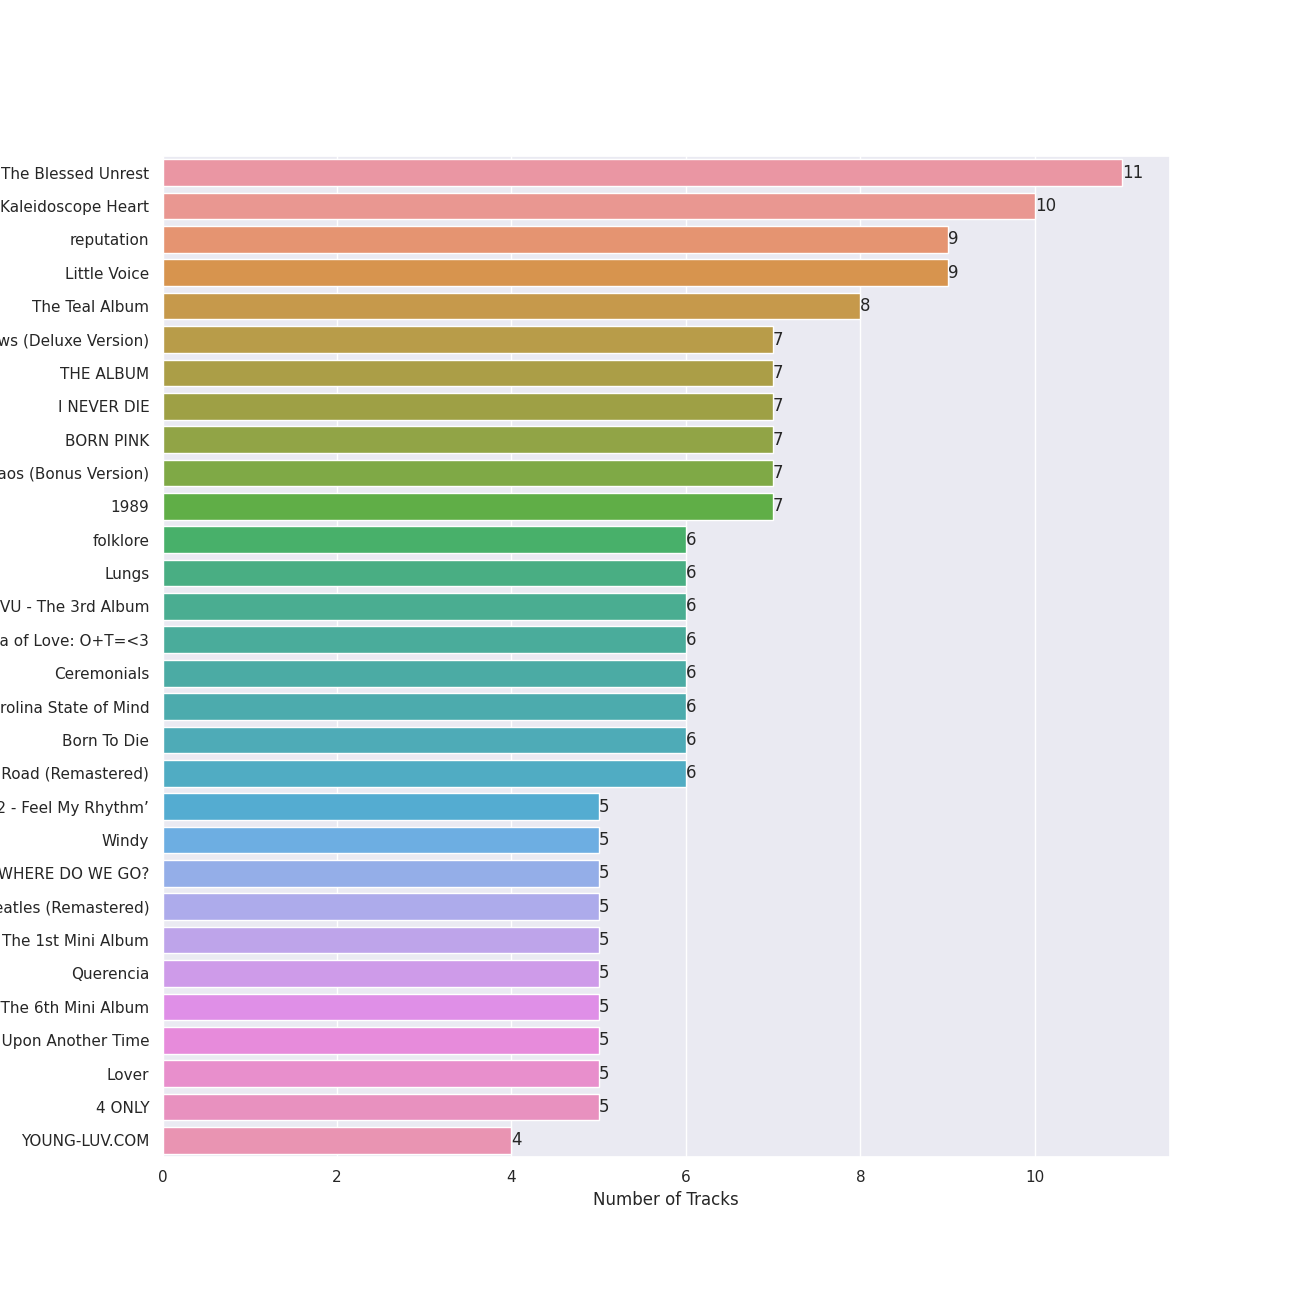 The Blessed Unrest 11
Kaleidoscope Heart 10
reputation 9
Little Voice 9
The Teal Album 8
ws (Deluxe Version) 7
THE ALBUM 7
I NEVER DIE 7
BORN PINK 7
aos (Bonus Version) 7
1989 7
folklore 6
Lungs 6
VU - The 3rd Album 6
a of Love: O+T=<3 6
Ceremonials 6
rolina State of Mind 6
Born To Die 6
Road (Remastered) 6
2 - Feel My Rhythm’ 5
Windy 5
WHERE DO WE GO? 5
eatles (Remastered) 5
The 1st Mini Album 5
Querencia 5
The 6th Mini Album 5
Upon Another Time 5
Lover 5
4 ONLY 5
YOUNG-LUV.COM 4
0 2 4 6 8 10
Number of Tracks